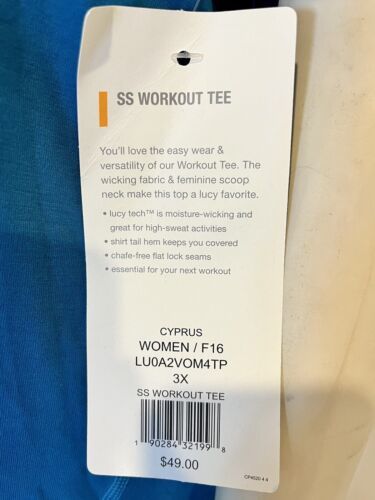 SS WORKOUT TEE
You'll love the easy wear &
versatility of our Workout Tee. The
wicking fabric & feminine scoop
neck make this top a lucy favorite.
• lucy tech™ is moisture-wicking and
great for high-sweat activities
• shirt tail hem keeps you covered
• chafe-free flat lock seams
• essential for your next workout
CYPRUS
WOMEN / F16
LU0A2VOM4TP
3X
SS WORKOUT TEE
1 90284 32199 8
$49.00
CP4520 4 4